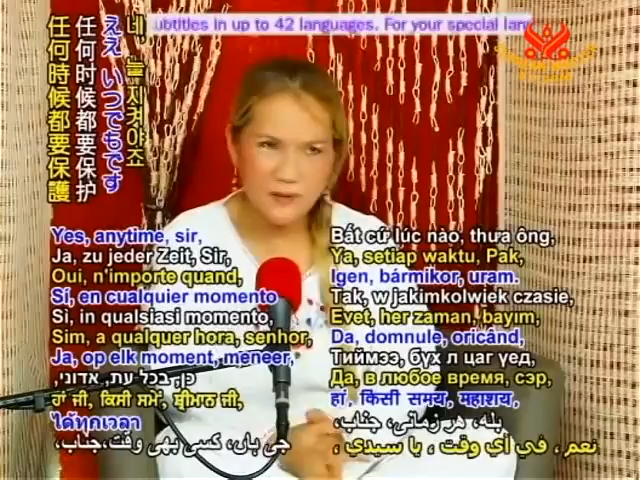 ubtitles in up to 42 languages. For your special lan
네, 늘 지켜야죠
ええ いつでもです
任何时候都要保护
任何時候都要保護
Yes, anytime, sir,
Ja, zu jeder Zeit, Sir,
Oui, n'importe quand,
Sí, en cualquier momento
Sì, in qualsiasi momento,
Sim, a qualquer hora, senhor,
Ja, op elk moment, meneer,
כן, בכל עת, אדוני,
ਹਾਂ ਜੀ, ਕਿਸੀ ਸਮੇਂ, ਸ਼੍ਰੀਮਾਨ ਜੀ,
ได้ทุกเวลา
جی ہاں، کسی بھی وقت،جناب،
Bất cứ lúc nào, thưa ông,
Ya, setiap waktu, Pak,
Igen, bármikor, uram.
Tak, w jakimkolwiek czasie,
Evet, her zaman, bayım,
Da, domnule, oricând,
Тиймээ, бүх л цаг үед,
Да, в любое время, сэр,
हां, किसी समय, महाशय,
بله، هر زمانی، جناب،
نعم ، في أي وقت ، يا سيدي ،